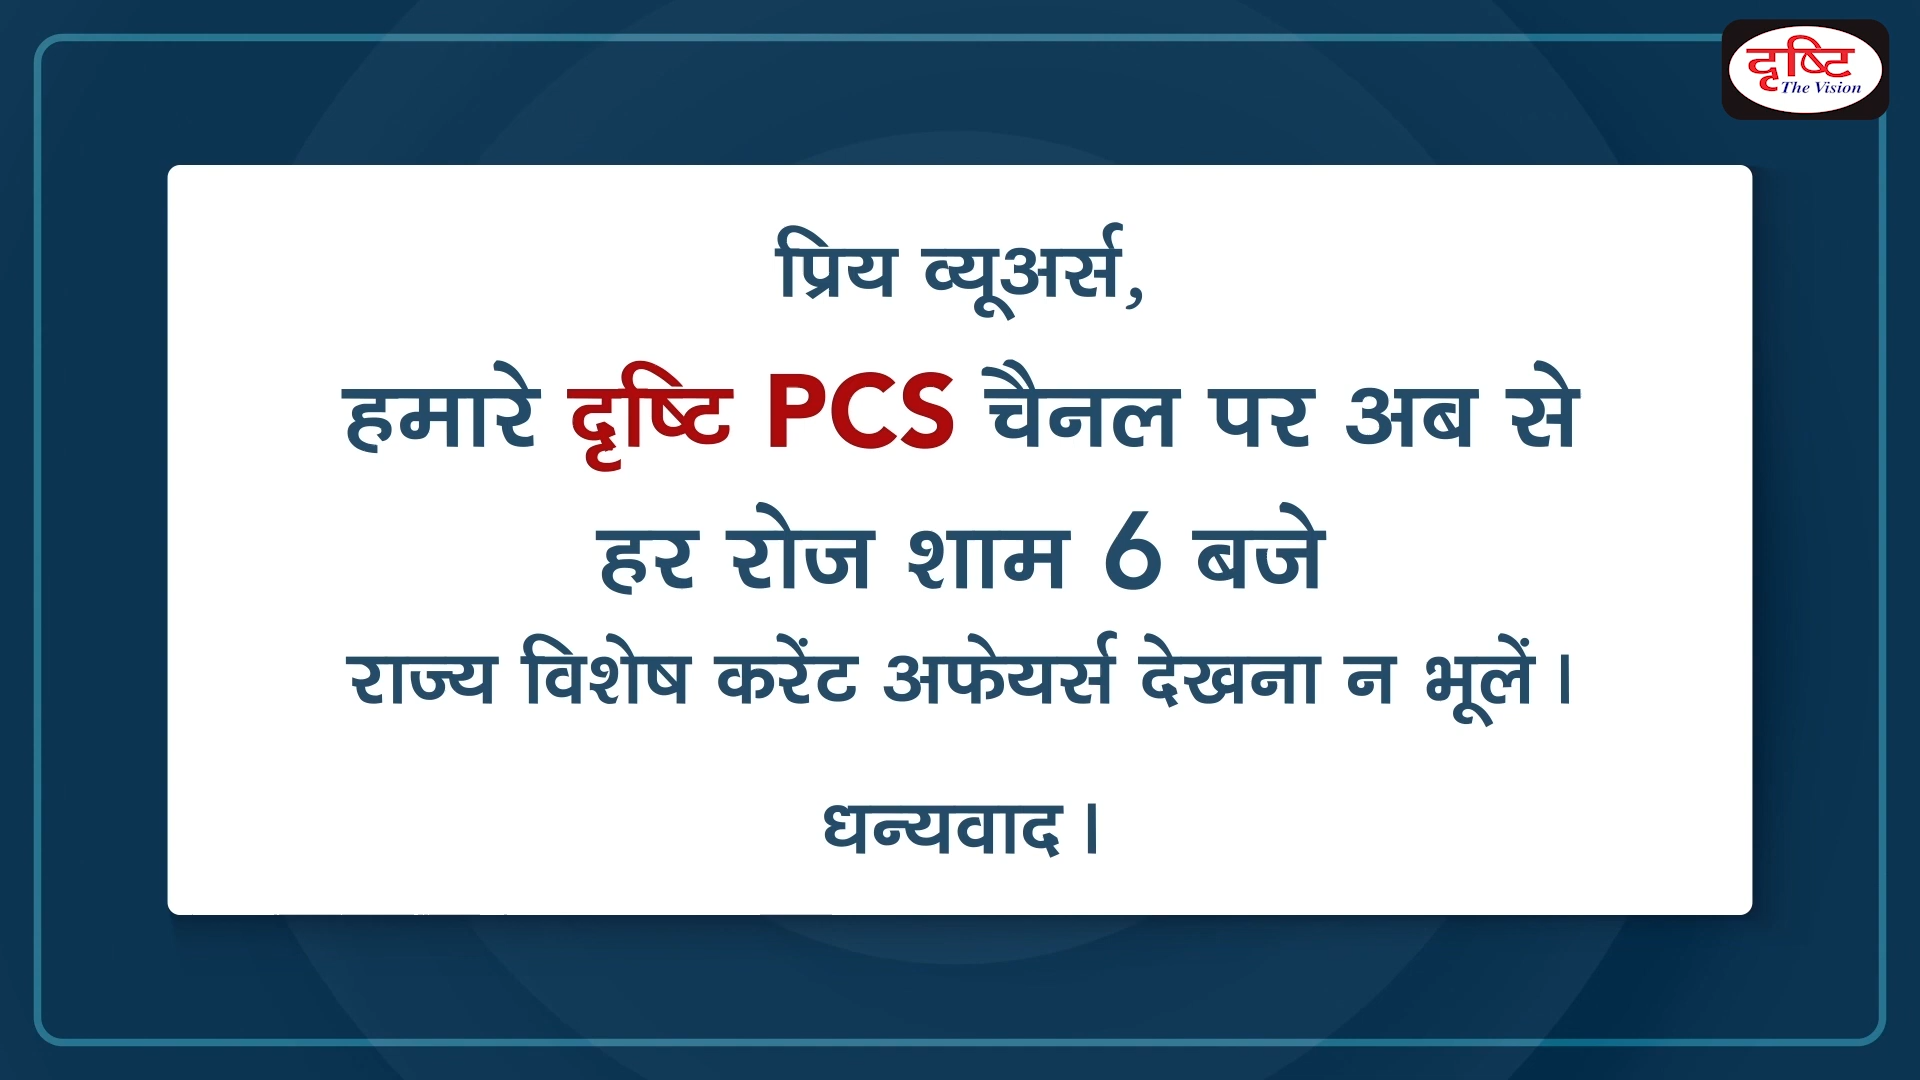 दृष्टि
The Vision
प्रिय व्यूअर्स,
हमारे दृष्टि PCS चैनल पर अब से
हर रोज शाम 6 बजे
राज्य विशेष करेंट अफेयर्स देखना न भूलें।
धन्यवाद।